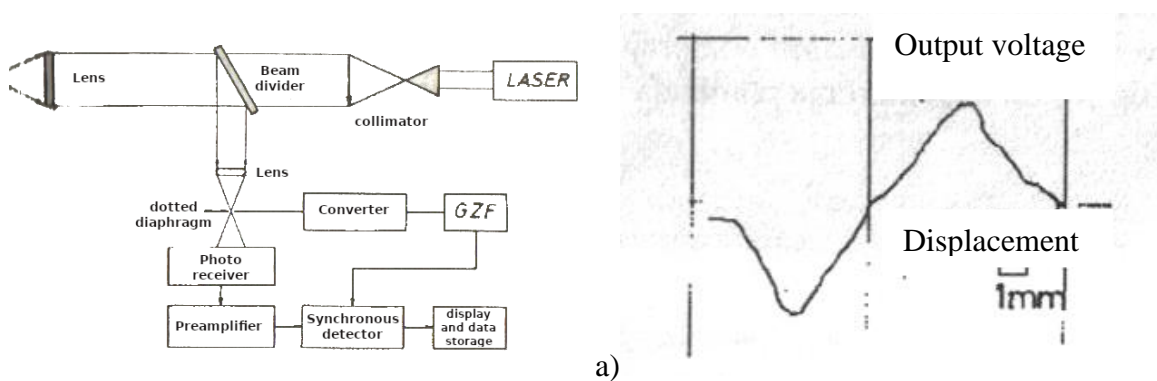 Lens
Beam
divider
LASER
collimator
Lens
dotted
diaphragm
Converter
GZF
Photo
receiver
Preamplifier
Synchronous
detector
display
and data
storage
a)
Output voltage
Displacement
1mm